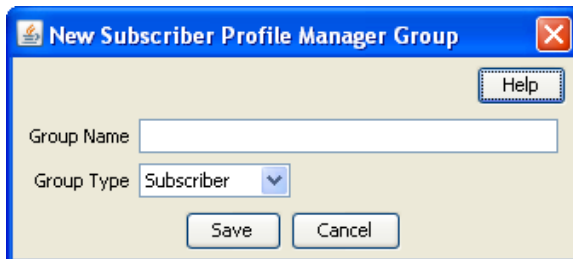 New Subscriber Profile Manager Group
Help
Group Name
Group Type Subscriber
Save Cancel